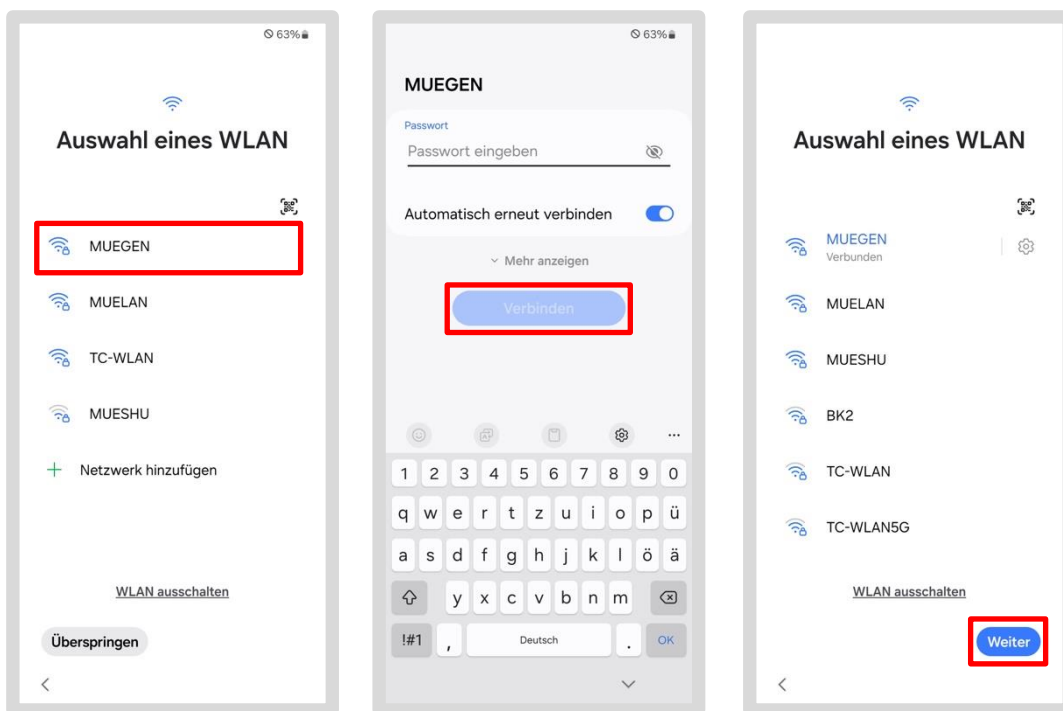 63%
Auswahl eines WLAN
MUEGEN
MUELAN
TC-WLAN
MUESHU
Netzwerk hinzufügen
WLAN ausschalten
Überspringen
63%
MUEGEN
Passwort
Passwort eingeben
Automatisch erneut verbinden
Mehr anzeigen
Verbinden
1 2 3 4 5 6 7 8 9 0
q w e r t z u i o p ü
a s d f g h j k l ö ä
y x c v b n m
!#1 , Deutsch . OK
Auswahl eines WLAN
MUEGEN
Verbunden
MUELAN
MUESHU
BK2
TC-WLAN
TC-WLAN5G
WLAN ausschalten
Weiter